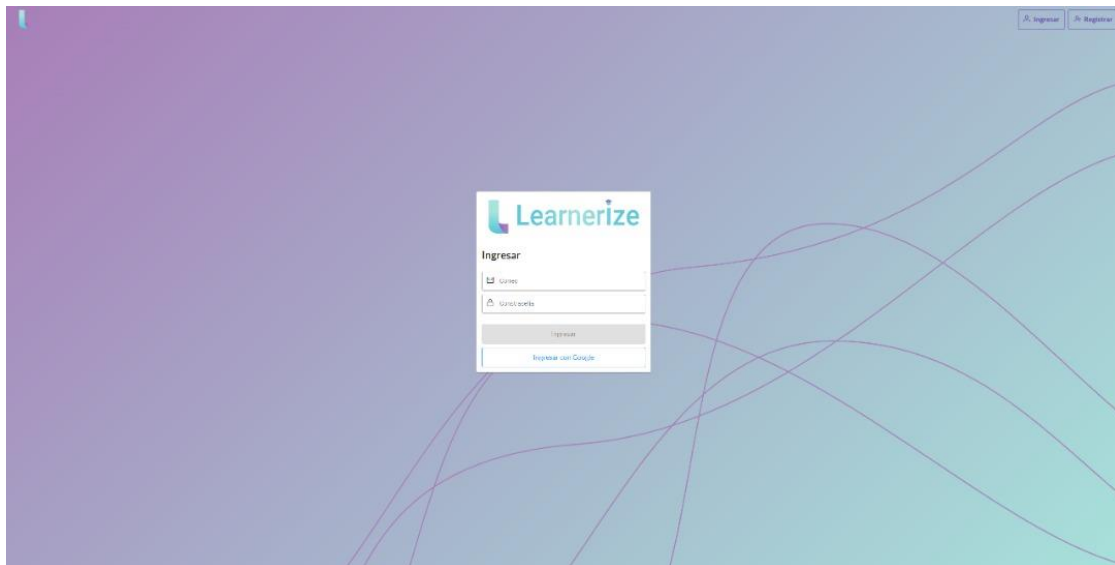 Ingresar Registrar
Learnerize
Ingresar
Correo
Contraseña
Ingresar
Ingresar con Google